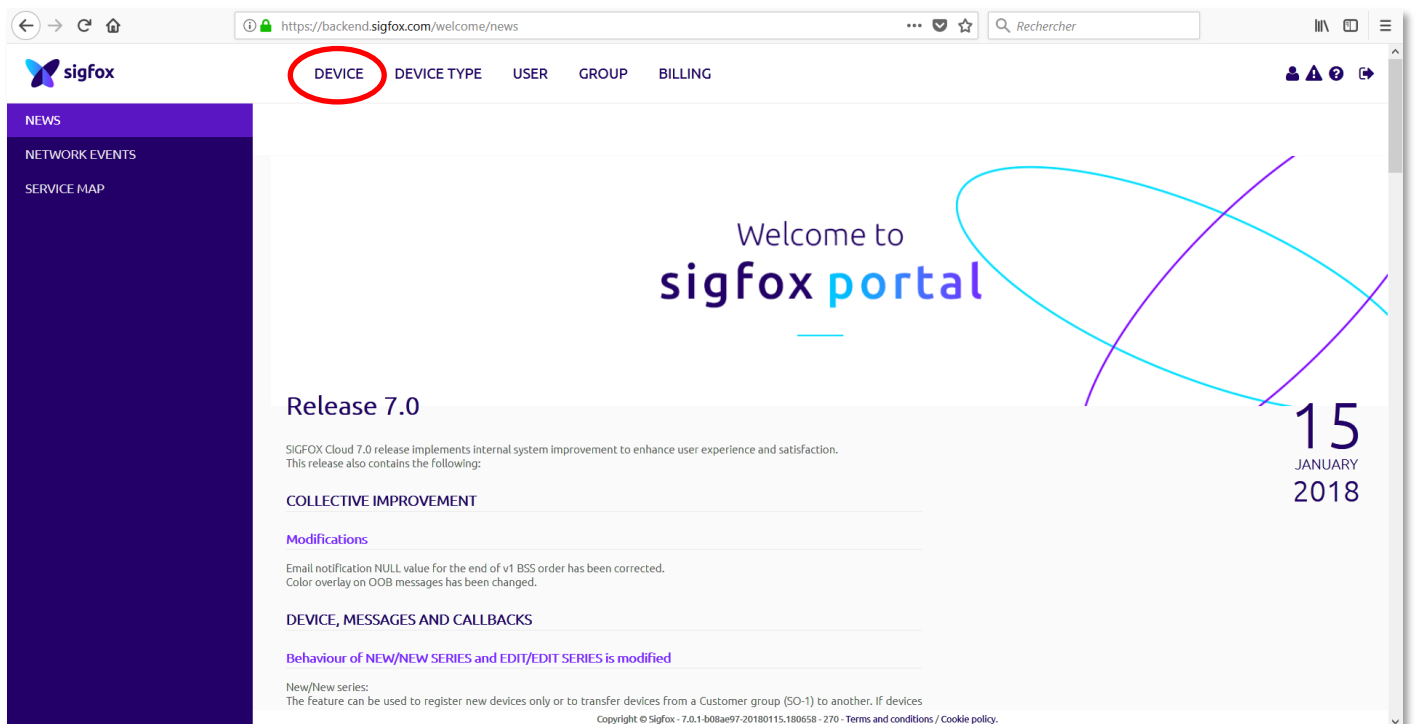 https://backend.sigfox.com/welcome/news
Rechercher
sigfox
DEVICE DEVICE TYPE USER GROUP BILLING
NEWS
NETWORK EVENTS
SERVICE MAP
Welcome to
sigfox portal
Release 7.0
15
JANUARY
2018
SIGFOX Cloud 7.0 release implements internal system improvement to enhance user experience and satisfaction.
This release also contains the following:
COLLECTIVE IMPROVEMENT
Modifications
Email notification NULL value for the end of v1 BSS order has been corrected.
Color overlay on OOB messages has been changed.
DEVICE, MESSAGES AND CALLBACKS
Behaviour of NEW/NEW SERIES and EDIT/EDIT SERIES is modified
New/New series:
The feature can be used to register new devices only or to transfer devices from a Customer group (SO-1) to another. If devices
Copyright © Sigfox - 7.0.1-b08ae97-20180115.180658 - 270 - Terms and conditions / Cookie policy.